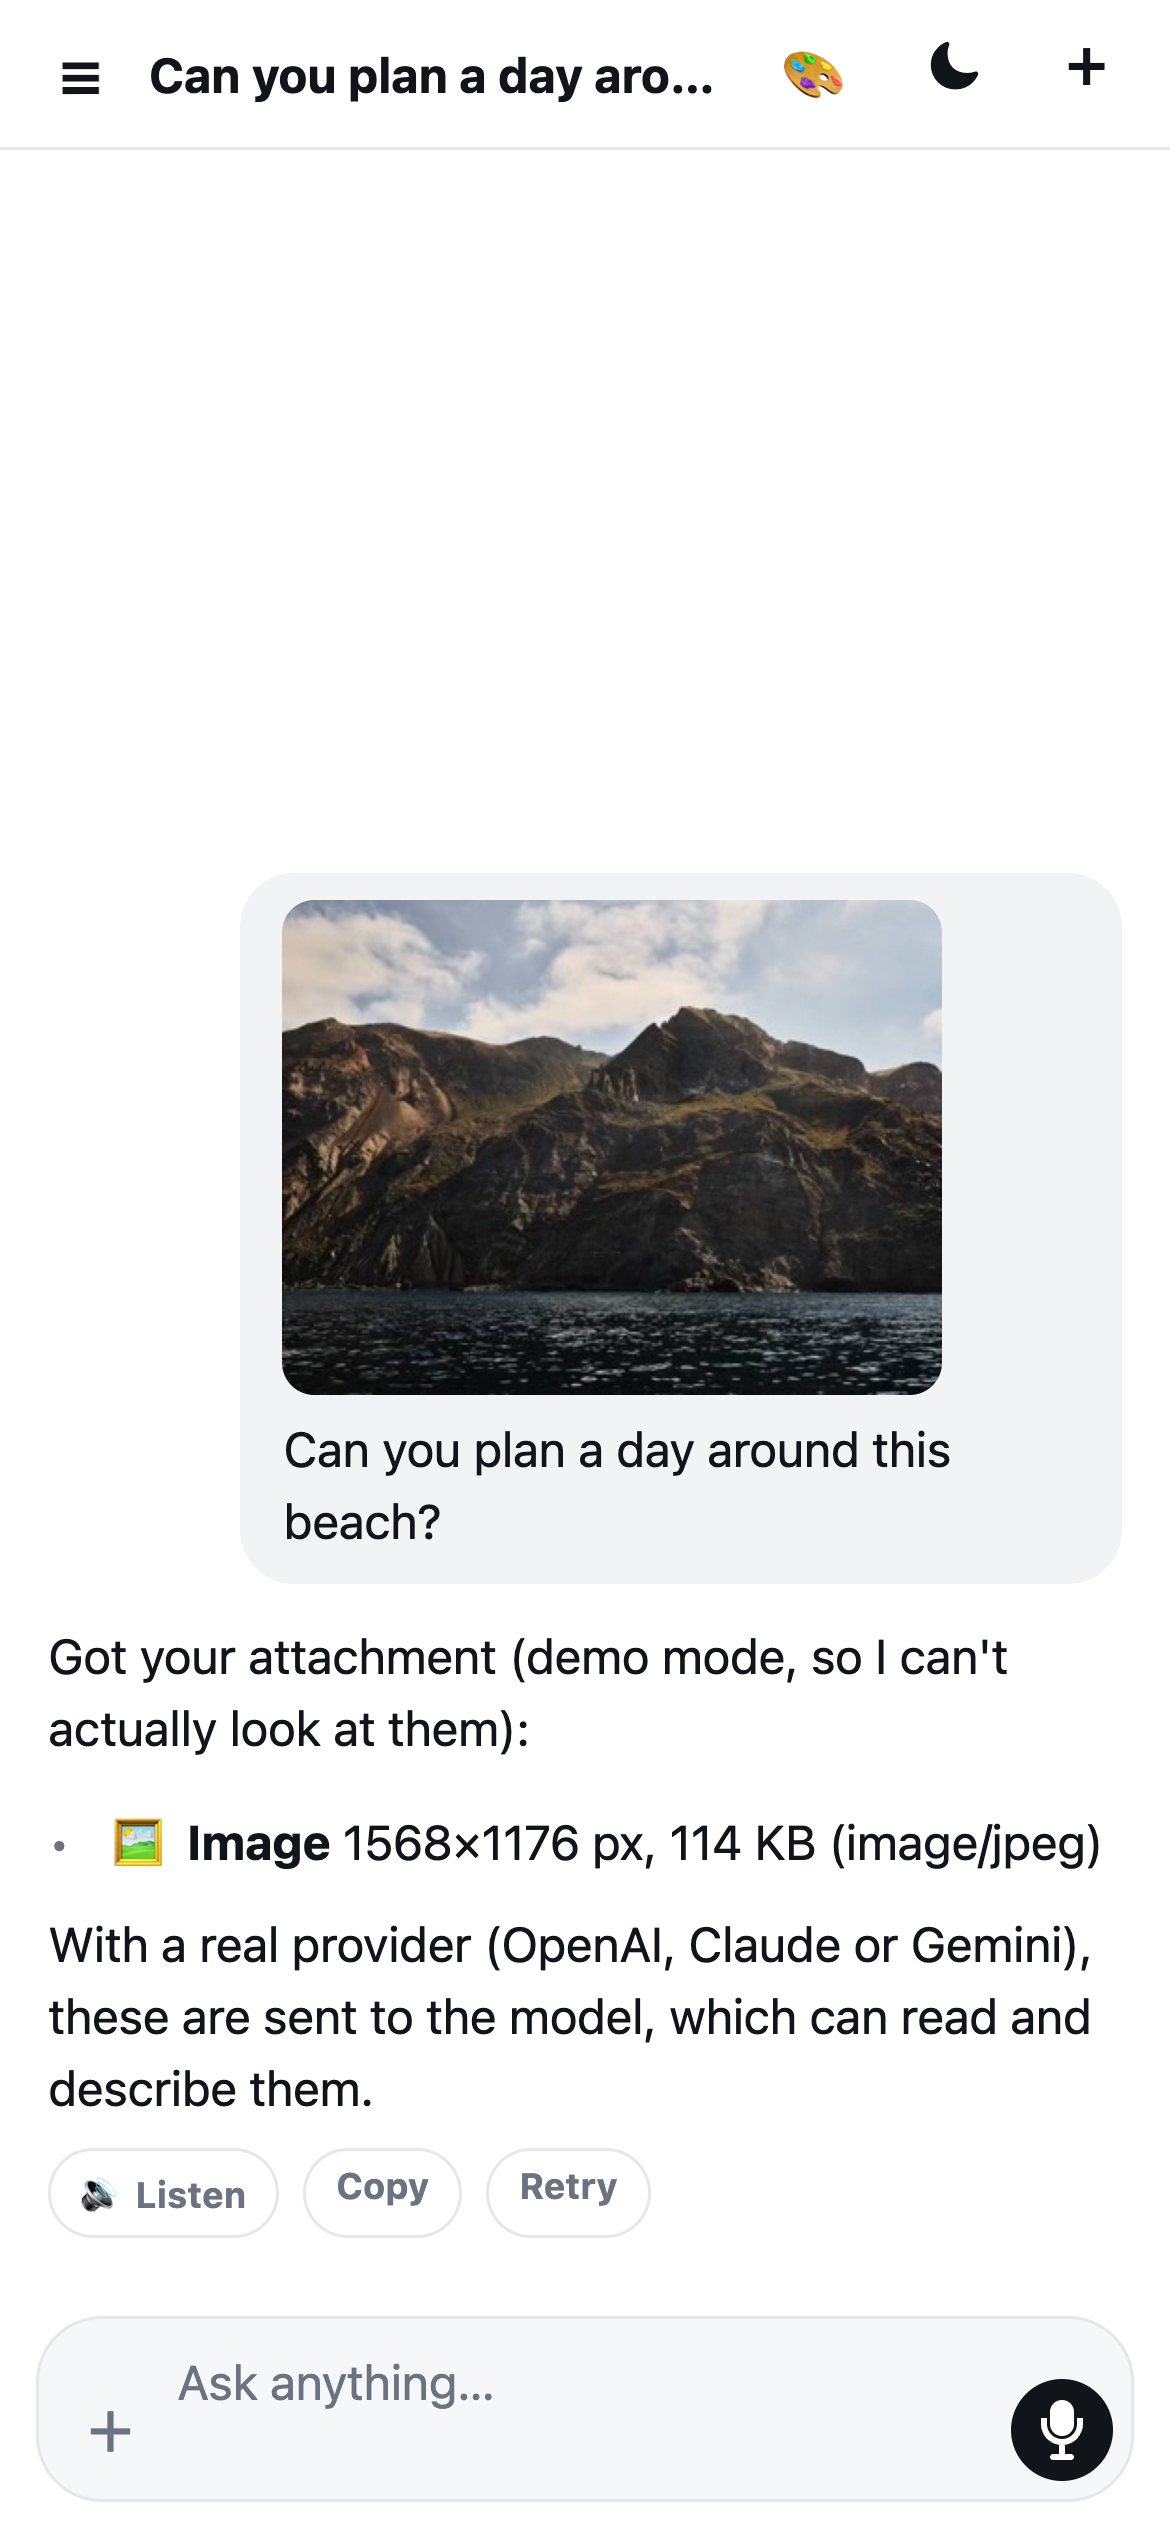 Can you plan a day aro...
Can you plan a day around this
beach?
Got your attachment (demo mode, so I can't
actually look at them):
• Image 1568×1176 px, 114 KB (image/jpeg)
With a real provider (OpenAI, Claude or Gemini),
these are sent to the model, which can read and
describe them.
Listen Copy Retry
Ask anything...